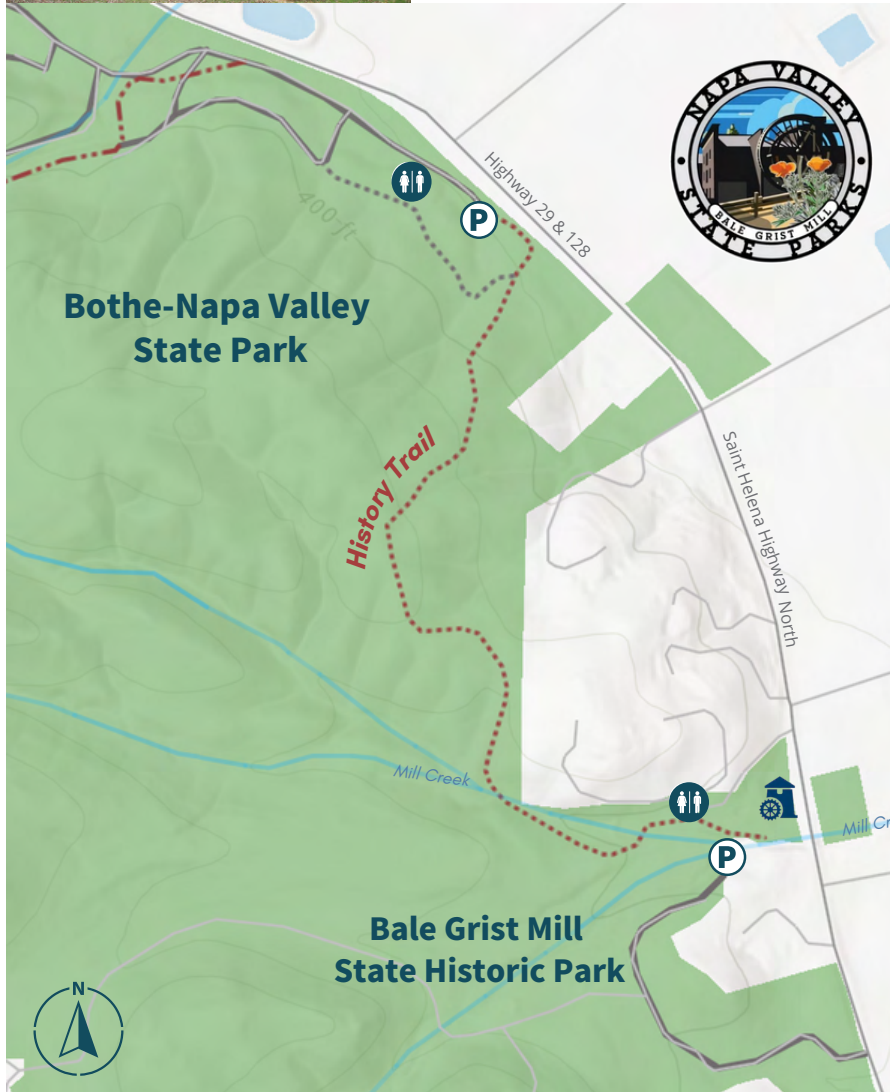 NAPA VALLEY
STATE PARKS
BALE GRIST MILL
Highway 29 & 128
P
400-ft
Bothe-Napa Valley
State Park
History Trail
Saint Helena Highway North
Mill Creek
Mill Cr
P
Bale Grist Mill
State Historic Park
N